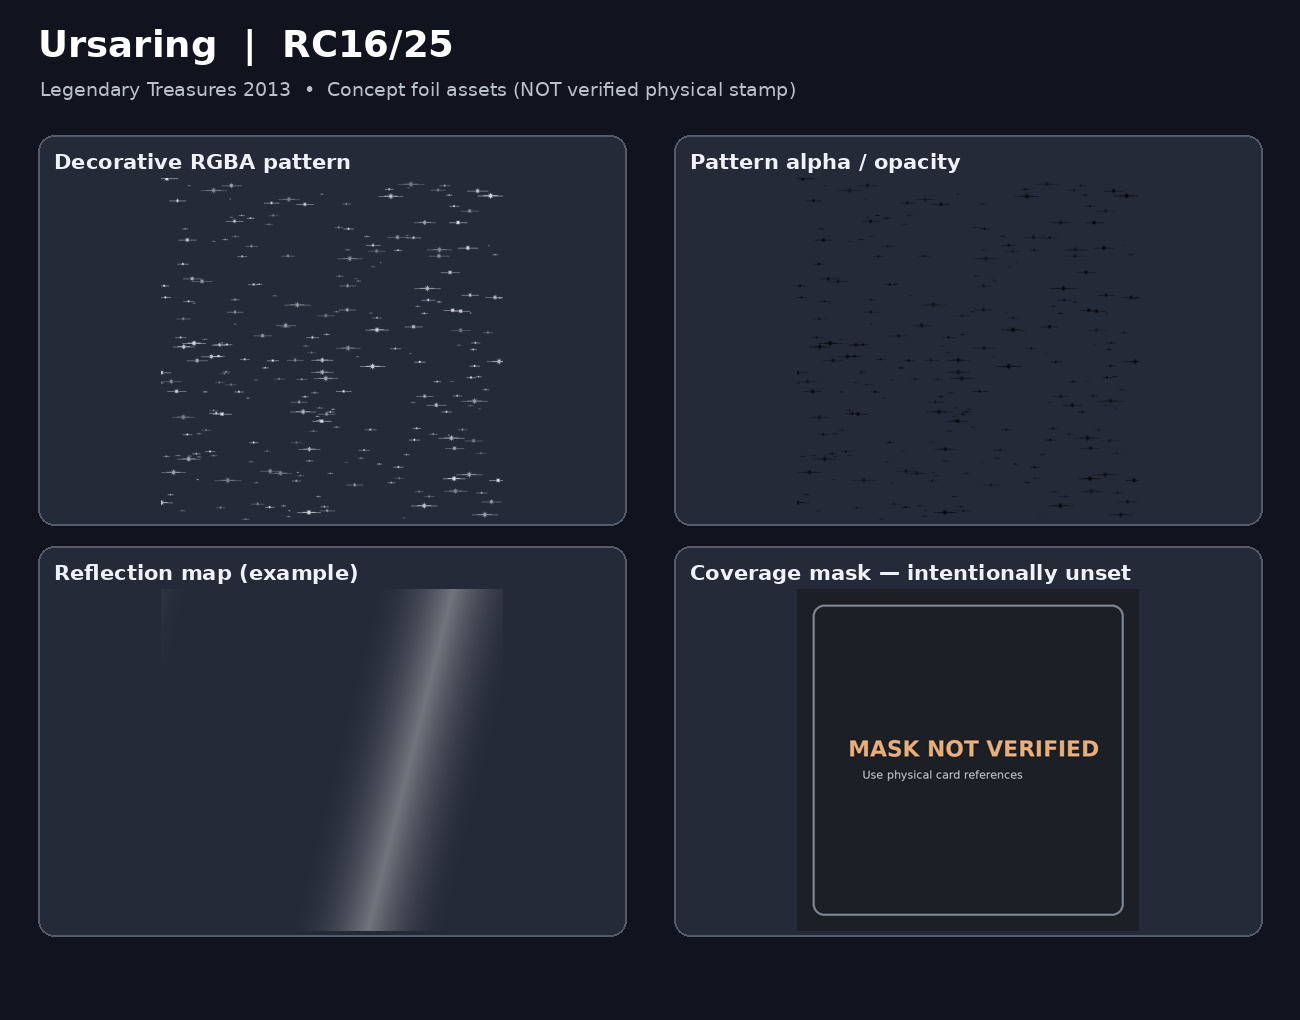 Ursaring | RC16/25
Legendary Treasures 2013 • Concept foil assets (NOT verified physical stamp)
Decorative RGBA pattern
Pattern alpha / opacity
Reflection map (example)
Coverage mask — intentionally unset
MASK NOT VERIFIED
Use physical card references